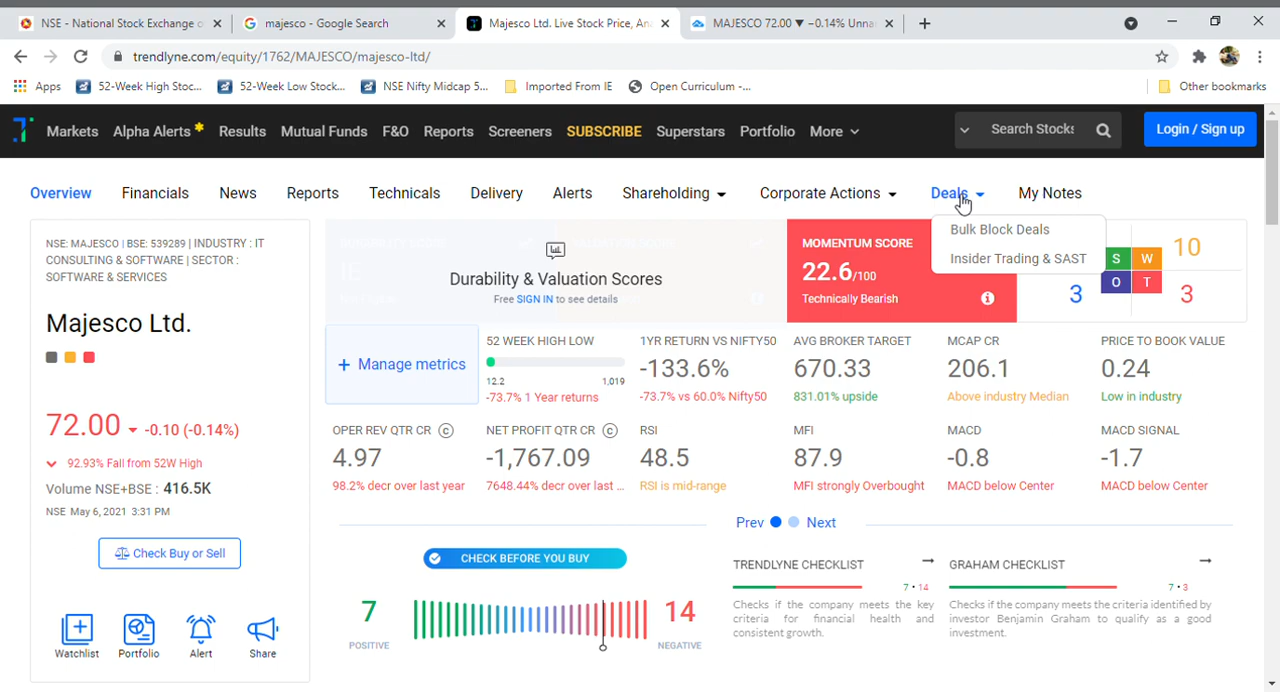 NSE - National Stock Exchange o
majesco - Google Search
Majesco Ltd. Live Stock Price, An
MAJESCO 72.00 ▼ −0.14% Unna
trendlyne.com/equity/1762/MAJESCO/majesco-ltd/
Apps
52-Week High Stoc...
52-Week Low Stock...
NSE Nifty Midcap 5...
Imported From IE
Open Curriculum -...
Other bookmarks
Markets
Alpha Alerts
Results
Mutual Funds
F&O
Reports
Screeners
SUBSCRIBE
Superstars
Portfolio
More
Search Stocks
Login / Sign up
Overview
Financials
News
Reports
Technicals
Delivery
Alerts
Shareholding
Corporate Actions
Deals
My Notes
Bulk Block Deals
Insider Trading & SAST
NSE: MAJESCO | BSE: 539289 | INDUSTRY : IT
CONSULTING & SOFTWARE | SECTOR :
SOFTWARE & SERVICES
Majesco Ltd.
72.00 -0.10 (-0.14%)
92.93% Fall from 52W High
Volume NSE+BSE : 416.5K
NSE May 6, 2021 3:31 PM
Check Buy or Sell
Watchlist
Portfolio
Alert
Share
Durability & Valuation Scores
Free SIGN IN to see details
MOMENTUM SCORE
22.6/100
Technically Bearish
S W
O T
10
3
3
+ Manage metrics
52 WEEK HIGH LOW
12.2 1,019
-73.7% 1 Year returns
1YR RETURN VS NIFTY50
-133.6%
-73.7% vs 60.0% Nifty50
AVG BROKER TARGET
670.33
831.01% upside
MCAP CR
206.1
Above industry Median
PRICE TO BOOK VALUE
0.24
Low in industry
OPER REV QTR CR
4.97
98.2% decr over last year
NET PROFIT QTR CR
-1,767.09
7648.44% decr over last ...
RSI
48.5
RSI is mid-range
MFI
87.9
MFI strongly Overbought
MACD
-0.8
MACD below Center
MACD SIGNAL
-1.7
MACD below Center
Prev
Next
CHECK BEFORE YOU BUY
7
POSITIVE
14
NEGATIVE
TRENDLYNE CHECKLIST
7 • 14
Checks if the company meets the key
criteria for financial health and
consistent growth.
GRAHAM CHECKLIST
7 • 3
Checks if the company meets the criteria identified by
investor Benjamin Graham to qualify as a good
investment.